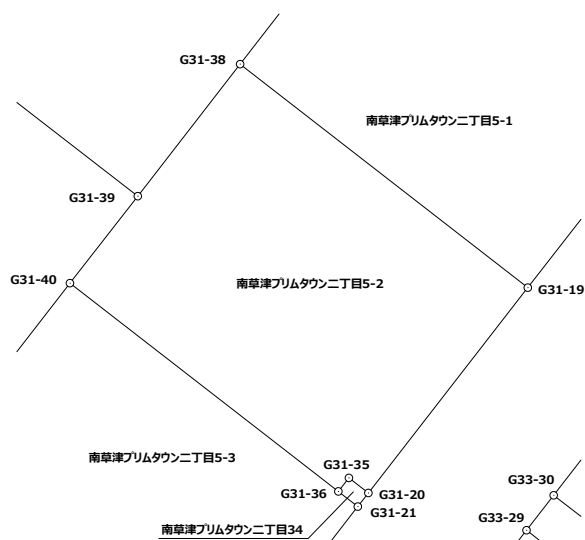 G31-38
南草津プリムタウン二丁目5-1
G31-39
G31-40
南草津プリムタウン二丁目5-2
G31-19
南草津プリムタウン二丁目5-3
G31-35
G31-36
G31-20
G33-30
G31-21
G33-29
南草津プリムタウン二丁目34